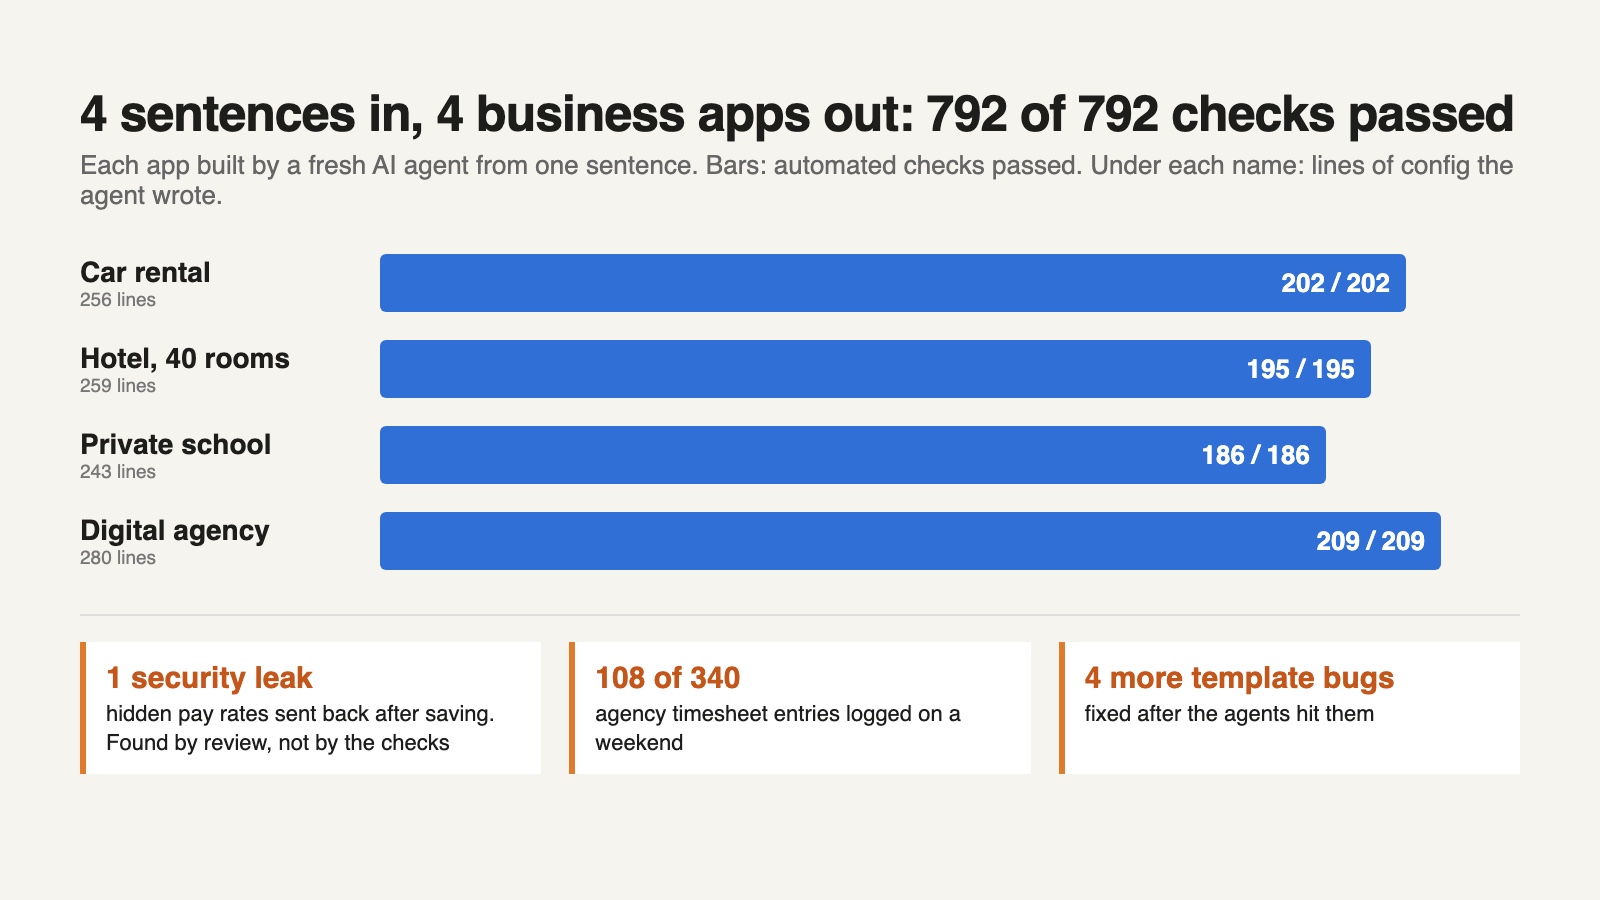 4 sentences in, 4 business apps out: 792 of 792 checks passed
Each app built by a fresh AI agent from one sentence. Bars: automated checks passed. Under each name: lines of config the
agent wrote.
Car rental
256 lines
202 / 202
Hotel, 40 rooms
259 lines
195 / 195
Private school
243 lines
186 / 186
Digital agency
280 lines
209 / 209
1 security leak
hidden pay rates sent back after saving.
Found by review, not by the checks
108 of 340
agency timesheet entries logged on a
weekend
4 more template bugs
fixed after the agents hit them